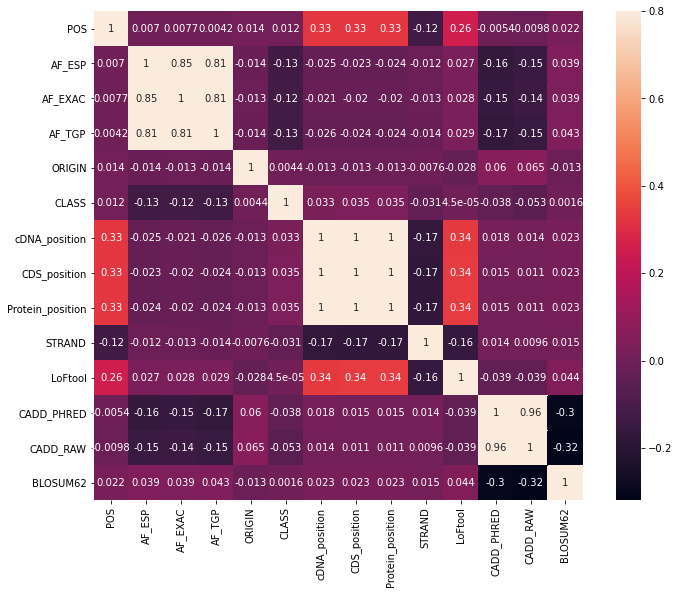 POS 1 0.007 0.0077 0.0042 0.014 0.012 0.33 0.33 0.33 -0.12 0.26 -0.0054 0.0098 0.022
AF_ESP 0.007 1 0.85 0.81 -0.014 -0.13 -0.025 -0.023 -0.024 -0.012 0.027 -0.16 -0.15 0.039
AF_EXAC 0.0077 0.85 1 0.81 -0.013 -0.12 -0.021 -0.02 -0.02 -0.013 0.028 -0.15 -0.14 0.039
AF_TGP 0.0042 0.81 0.81 1 -0.014 -0.13 -0.026 -0.024 -0.024 -0.014 0.029 -0.17 -0.15 0.043
ORIGIN 0.014 -0.014 -0.013 -0.014 1 0.0044 -0.013 -0.013 -0.013 -0.0076 -0.028 0.06 0.065 -0.013
CLASS 0.012 -0.13 -0.12 -0.13 0.0044 1 0.033 0.035 0.035 -0.031 4.5e-05 -0.038 -0.053 0.0016
cDNA_position 0.33 -0.025 -0.021 -0.026 -0.013 0.033 1 1 1 -0.17 0.34 0.018 0.014 0.023
CDS_position 0.33 -0.023 -0.02 -0.024 -0.013 0.035 1 1 1 -0.17 0.34 0.015 0.011 0.023
Protein_position 0.33 -0.024 -0.02 -0.024 -0.013 0.035 1 1 1 -0.17 0.34 0.015 0.011 0.023
STRAND -0.12 -0.012 -0.013 -0.014 -0.0076 -0.031 -0.17 -0.17 -0.17 1 -0.16 0.014 0.0096 0.015
LoFtool 0.26 0.027 0.028 0.029 -0.028 4.5e-05 0.34 0.34 0.34 -0.16 1 -0.039 -0.039 0.044
CADD_PHRED -0.0054 -0.16 -0.15 -0.17 0.06 -0.038 0.018 0.015 0.015 0.014 -0.039 1 0.96 -0.3
CADD_RAW -0.0098 -0.15 -0.14 -0.15 0.065 -0.053 0.014 0.011 0.011 0.0096 -0.039 0.96 1 -0.32
BLOSUM62 0.022 0.039 0.039 0.043 -0.013 0.0016 0.023 0.023 0.023 0.015 0.044 -0.3 -0.32 1
POS AF_ESP AF_EXAC AF_TGP ORIGIN CLASS cDNA_position CDS_position Protein_position STRAND LoFtool CADD_PHRED CADD_RAW BLOSUM62
0.8
0.6
0.4
0.2
0.0
−0.2